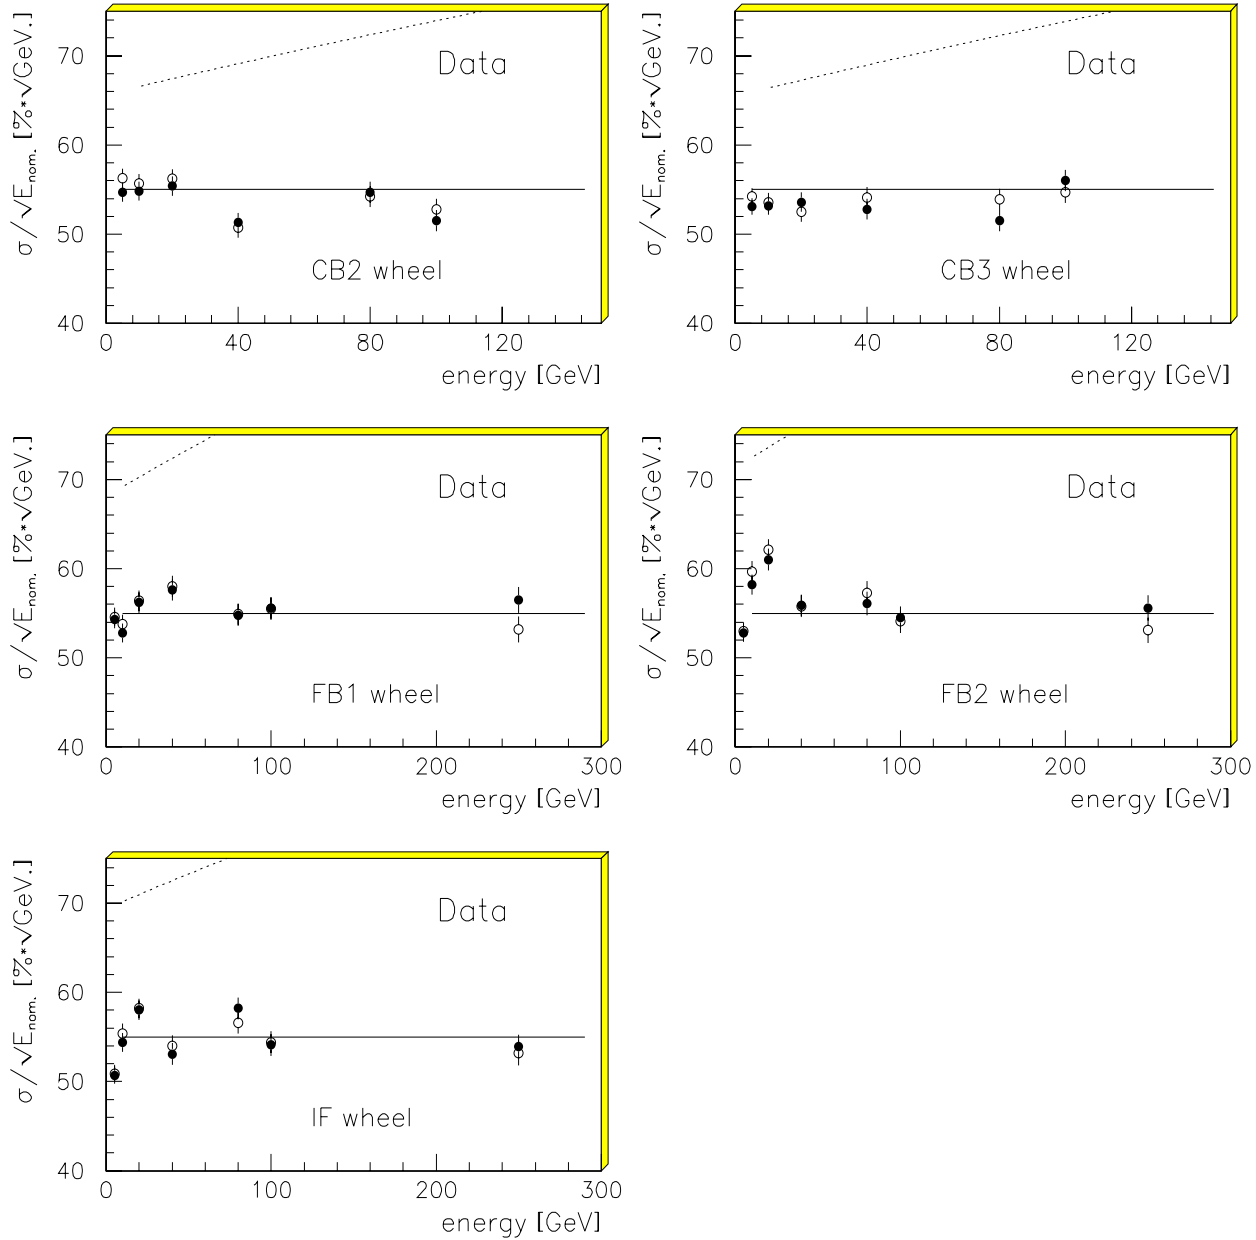 σ/√E_nom. [%*√GeV.]
70
60
50
40
Data
CB2 wheel
0 40 80 120
energy [GeV]
σ/√E_nom. [%*√GeV.]
70
60
50
40
Data
CB3 wheel
0 40 80 120
energy [GeV]
σ/√E_nom. [%*√GeV.]
70
60
50
40
Data
FB1 wheel
0 100 200 300
energy [GeV]
σ/√E_nom. [%*√GeV.]
70
60
50
40
Data
FB2 wheel
0 100 200 300
energy [GeV]
σ/√E_nom. [%*√GeV.]
70
60
50
40
Data
IF wheel
0 100 200 300
energy [GeV]